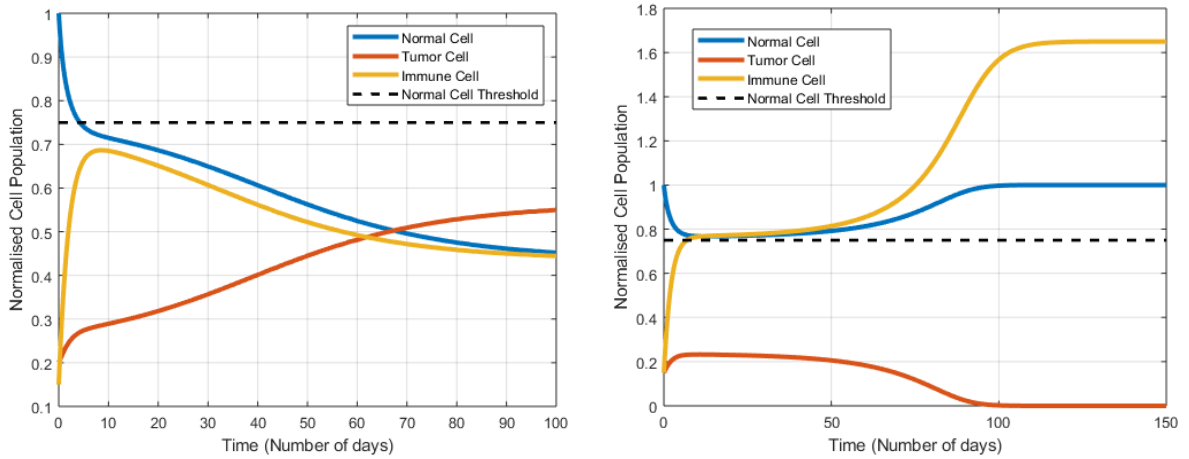 Normalised Cell Population
1
0.9
0.8
0.7
0.6
0.5
0.4
0.3
0.2
0.1
0 10 20 30 40 50 60 70 80 90 100
Time (Number of days)
Normal Cell
Tumor Cell
Immune Cell
Normal Cell Threshold
Normalised Cell Population
1.8
1.6
1.4
1.2
1
0.8
0.6
0.4
0.2
0
0 50 100 150
Time (Number of days)
Normal Cell
Tumor Cell
Immune Cell
Normal Cell Threshold